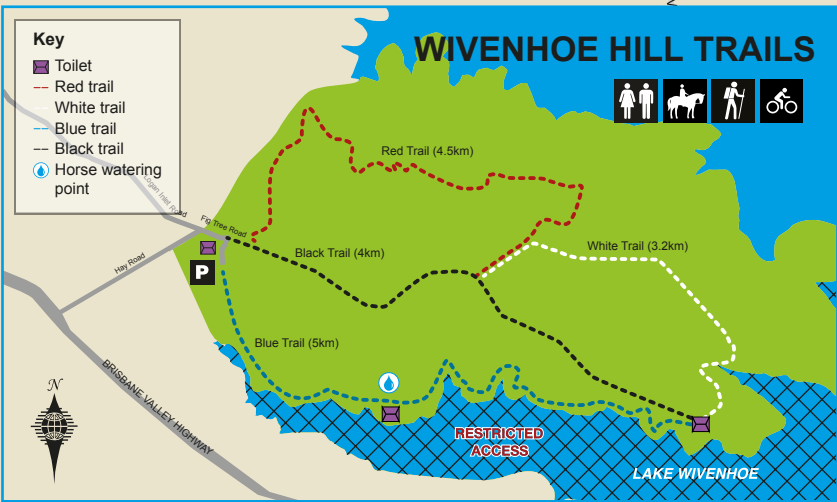 WIVENHOE HILL TRAILS
Key
Toilet
Red trail
White trail
Blue trail
Black trail
Horse watering
point
Logan Inlet Road
Fig Tree Road
Hay Road
P
Red Trail (4.5km)
Black Trail (4km)
White Trail (3.2km)
Blue Trail (5km)
BRISBANE VALLEY HIGHWAY
N
RESTRICTED
ACCESS
LAKE WIVENHOE